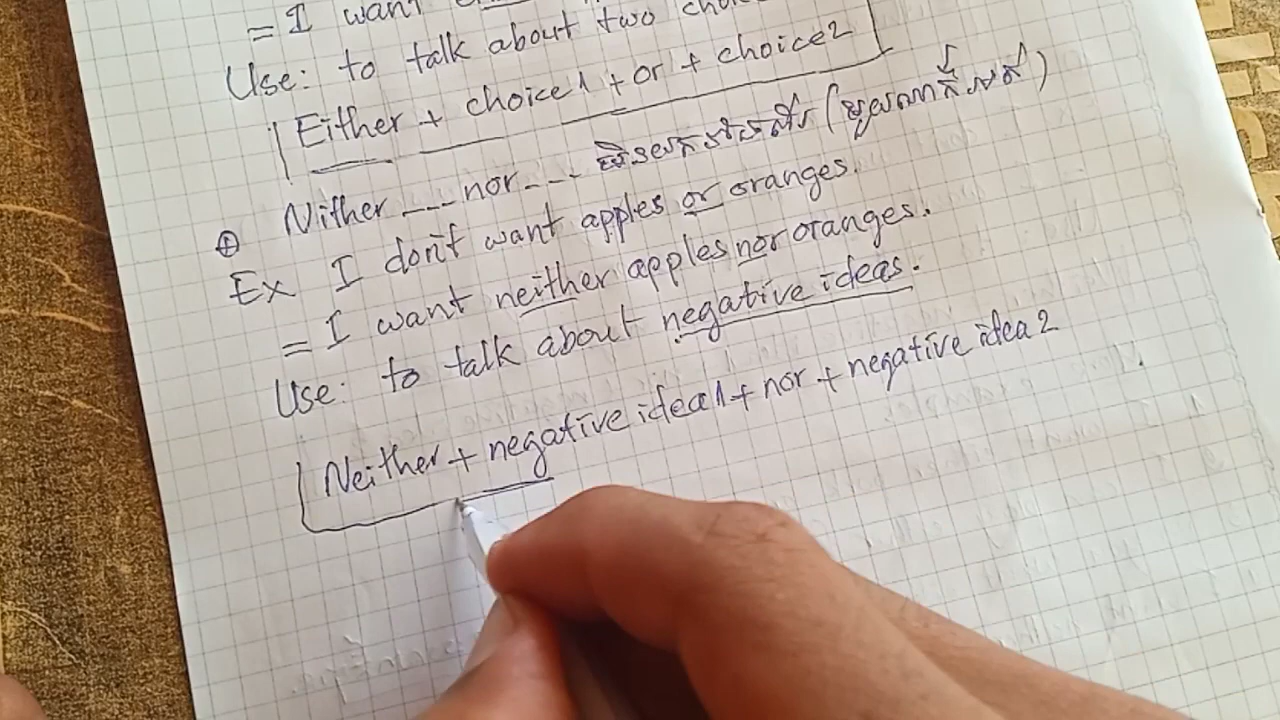 = I want
Use: to talk about two
Either + choice 1 + or + choice 2
⊕ Nither --- nor---
Ex I don't want apples or oranges.
= I want neither apples nor oranges.
Use: to talk about negative ideas.
Neither + negative idea 1 + nor + negative idea 2